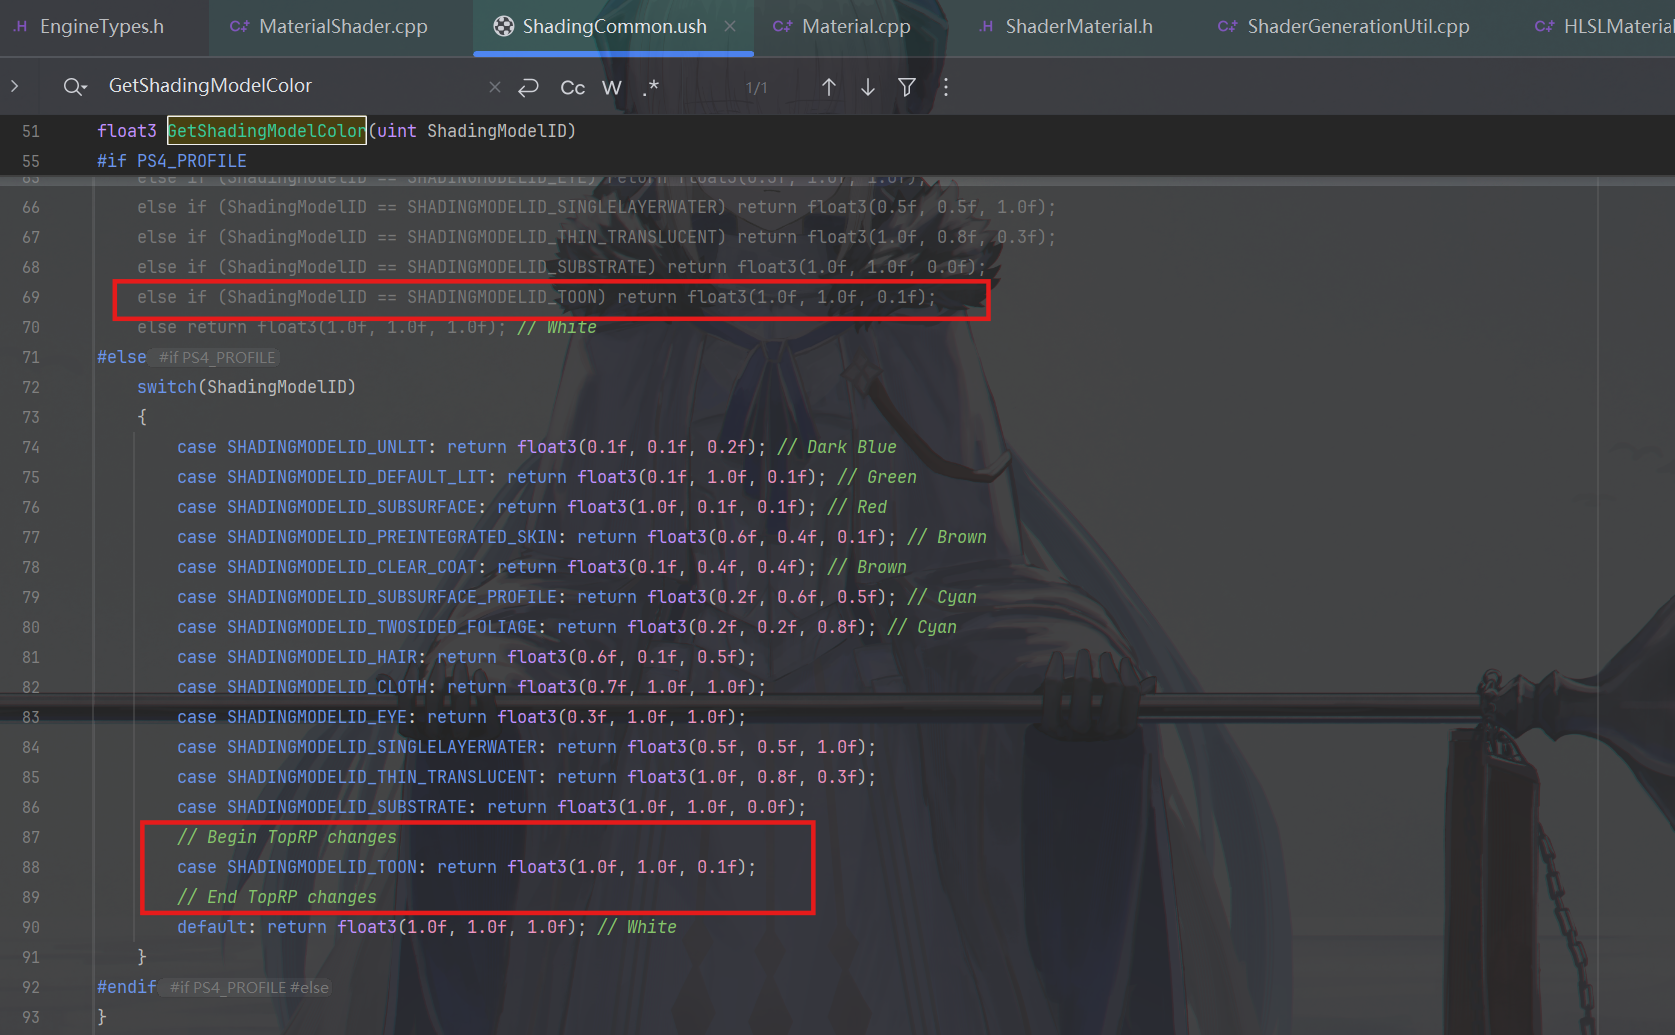 EngineTypes.h
MaterialShader.cpp
ShadingCommon.ush
Material.cpp
ShaderMaterial.h
ShaderGenerationUtil.cpp
HLSLMaterial
GetShadingModelColor
Cc W .* 1/1
51 float3 GetShadingModelColor(uint ShadingModelID)
55 #if PS4_PROFILE
65 else if (ShadingModelID == SHADINGMODELID_EYE) return float3(0.3f, 1.0f, 1.0f);
66 else if (ShadingModelID == SHADINGMODELID_SINGLELAYERWATER) return float3(0.5f, 0.5f, 1.0f);
67 else if (ShadingModelID == SHADINGMODELID_THIN_TRANSLUCENT) return float3(1.0f, 0.8f, 0.3f);
68 else if (ShadingModelID == SHADINGMODELID_SUBSTRATE) return float3(1.0f, 1.0f, 0.0f);
69 else if (ShadingModelID == SHADINGMODELID_TOON) return float3(1.0f, 1.0f, 0.1f);
70 else return float3(1.0f, 1.0f, 1.0f); // White
71 #else #if PS4_PROFILE
72 switch(ShadingModelID)
73 {
74 case SHADINGMODELID_UNLIT: return float3(0.1f, 0.1f, 0.2f); // Dark Blue
75 case SHADINGMODELID_DEFAULT_LIT: return float3(0.1f, 1.0f, 0.1f); // Green
76 case SHADINGMODELID_SUBSURFACE: return float3(1.0f, 0.1f, 0.1f); // Red
77 case SHADINGMODELID_PREINTEGRATED_SKIN: return float3(0.6f, 0.4f, 0.1f); // Brown
78 case SHADINGMODELID_CLEAR_COAT: return float3(0.1f, 0.4f, 0.4f); // Brown
79 case SHADINGMODELID_SUBSURFACE_PROFILE: return float3(0.2f, 0.6f, 0.5f); // Cyan
80 case SHADINGMODELID_TWOSIDED_FOLIAGE: return float3(0.2f, 0.2f, 0.8f); // Cyan
81 case SHADINGMODELID_HAIR: return float3(0.6f, 0.1f, 0.5f);
82 case SHADINGMODELID_CLOTH: return float3(0.7f, 1.0f, 1.0f);
83 case SHADINGMODELID_EYE: return float3(0.3f, 1.0f, 1.0f);
84 case SHADINGMODELID_SINGLELAYERWATER: return float3(0.5f, 0.5f, 1.0f);
85 case SHADINGMODELID_THIN_TRANSLUCENT: return float3(1.0f, 0.8f, 0.3f);
86 case SHADINGMODELID_SUBSTRATE: return float3(1.0f, 1.0f, 0.0f);
87 // Begin TopRP changes
88 case SHADINGMODELID_TOON: return float3(1.0f, 1.0f, 0.1f);
89 // End TopRP changes
90 default: return float3(1.0f, 1.0f, 1.0f); // White
91 }
92 #endif #if PS4_PROFILE #else
93 }